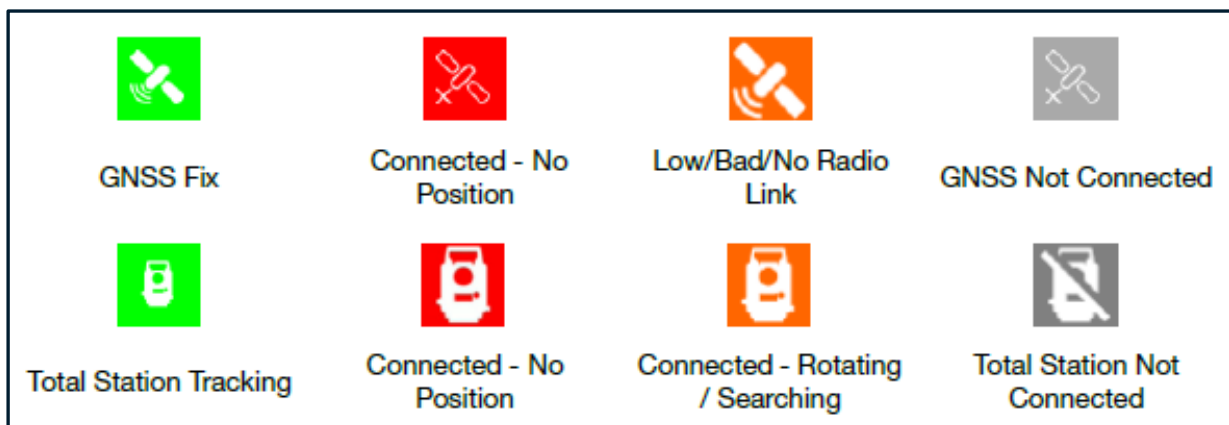 GNSS Fix
Connected - No
Position
Low/Bad/No Radio
Link
GNSS Not Connected
Total Station Tracking
Connected - No
Position
Connected - Rotating
/ Searching
Total Station Not
Connected